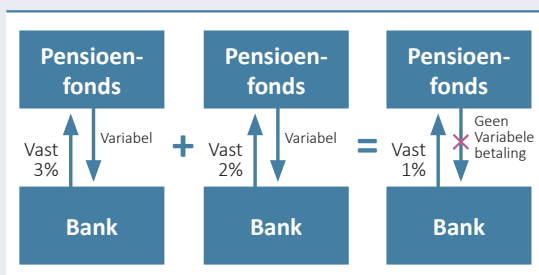 Pensioen-
fonds
Vast
3%
Variabel
Bank
+
Pensioen-
fonds
Vast
2%
Variabel
Bank
=
Pensioen-
fonds
Vast
1%
Geen
Variabele
betaling
Bank